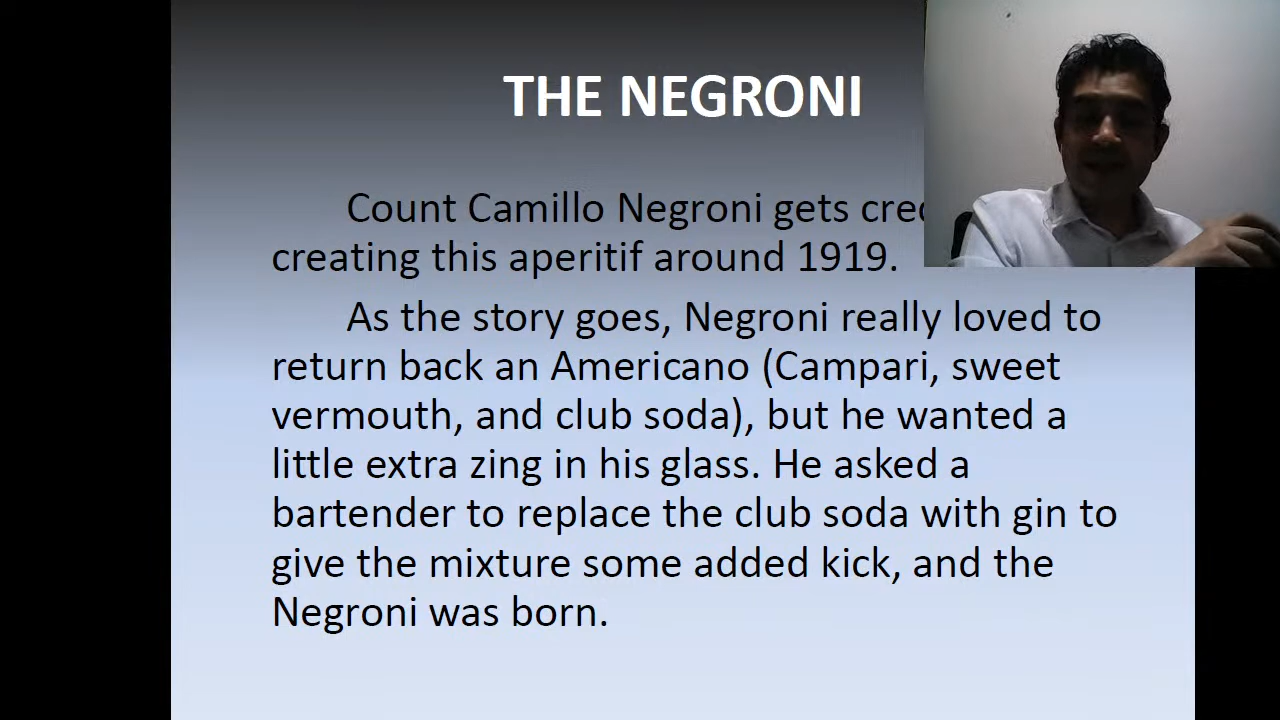 THE NEGRONI
Count Camillo Negroni gets
creating this aperitif around 1919.
As the story goes, Negroni really loved to
return back an Americano (Campari, sweet
vermouth, and club soda), but he wanted a
little extra zing in his glass. He asked a
bartender to replace the club soda with gin to
give the mixture some added kick, and the
Negroni was born.